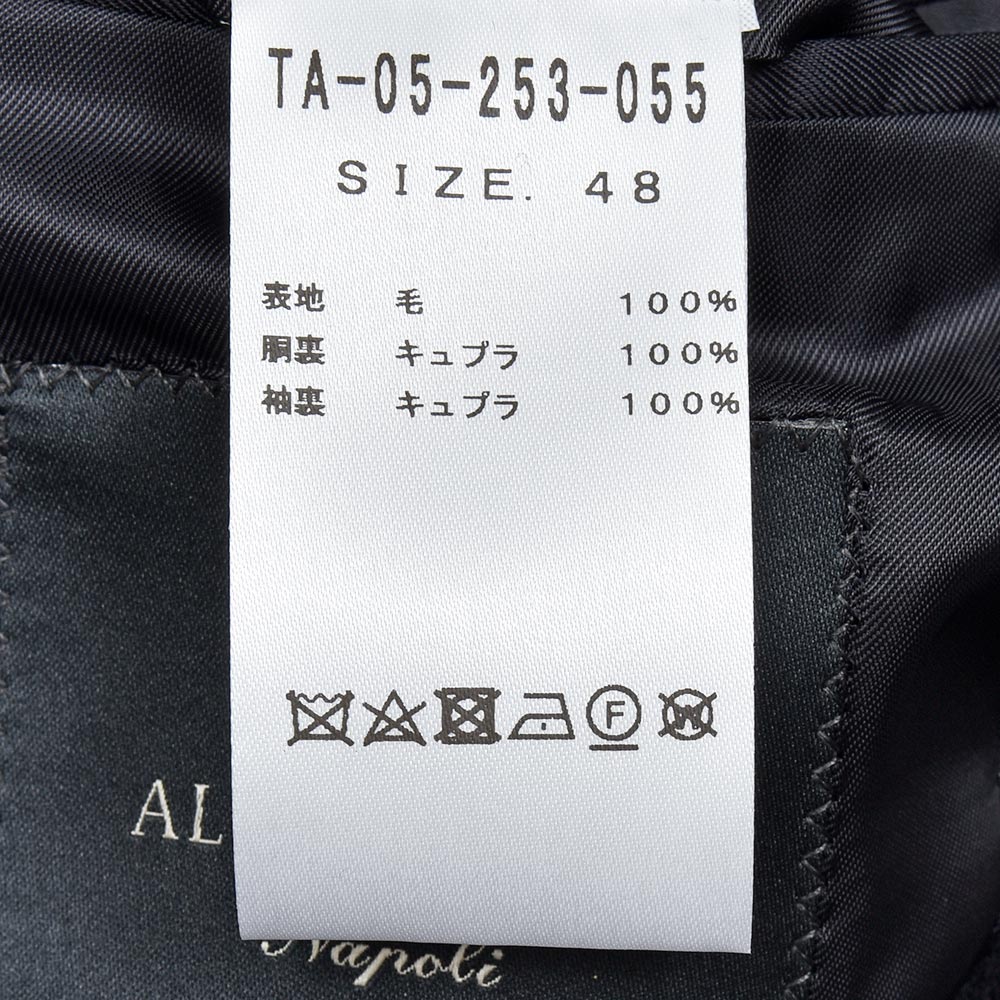 TA-05-253-055
SIZE. 48
表地 毛 100%
胴裏 キュプラ 100%
袖裏 キュプラ 100%
F
W
AL
Napoli